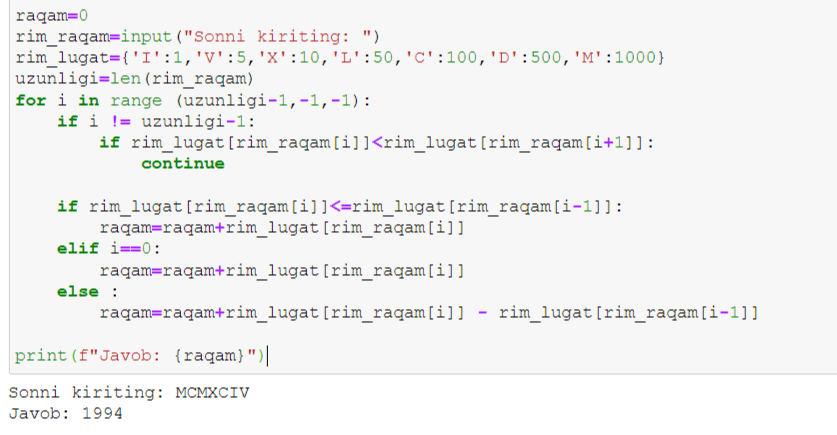 raqam=0
rim_raqam=input("Sonni kiriting: ")
rim_lugat={'I':1,'V':5,'X':10,'L':50,'C':100,'D':500,'M':1000}
uzunligi=len(rim_raqam)
for i in range (uzunligi-1,-1,-1):
    if i != uzunligi-1:
        if rim_lugat[rim_raqam[i]]<rim_lugat[rim_raqam[i+1]]:
            continue
    if rim_lugat[rim_raqam[i]]<=rim_lugat[rim_raqam[i-1]]:
        raqam=raqam+rim_lugat[rim_raqam[i]]
    elif i==0:
        raqam=raqam+rim_lugat[rim_raqam[i]]
    else :
        raqam=raqam+rim_lugat[rim_raqam[i]] - rim_lugat[rim_raqam[i-1]]
print(f"Javob: {raqam}")
Sonni kiriting: MCMXCIV
Javob: 1994